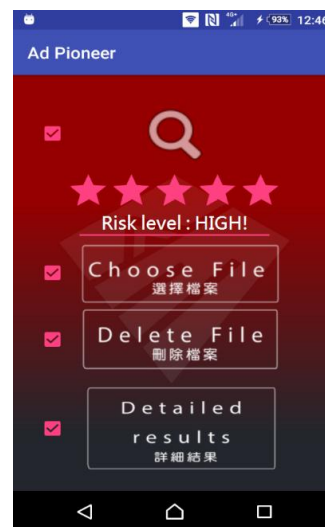 4G+ 93% 12:46
Ad Pioneer
Risk level : HIGH!
Choose File
選擇檔案
Delete File
刪除檔案
Detailed
results
詳細結果